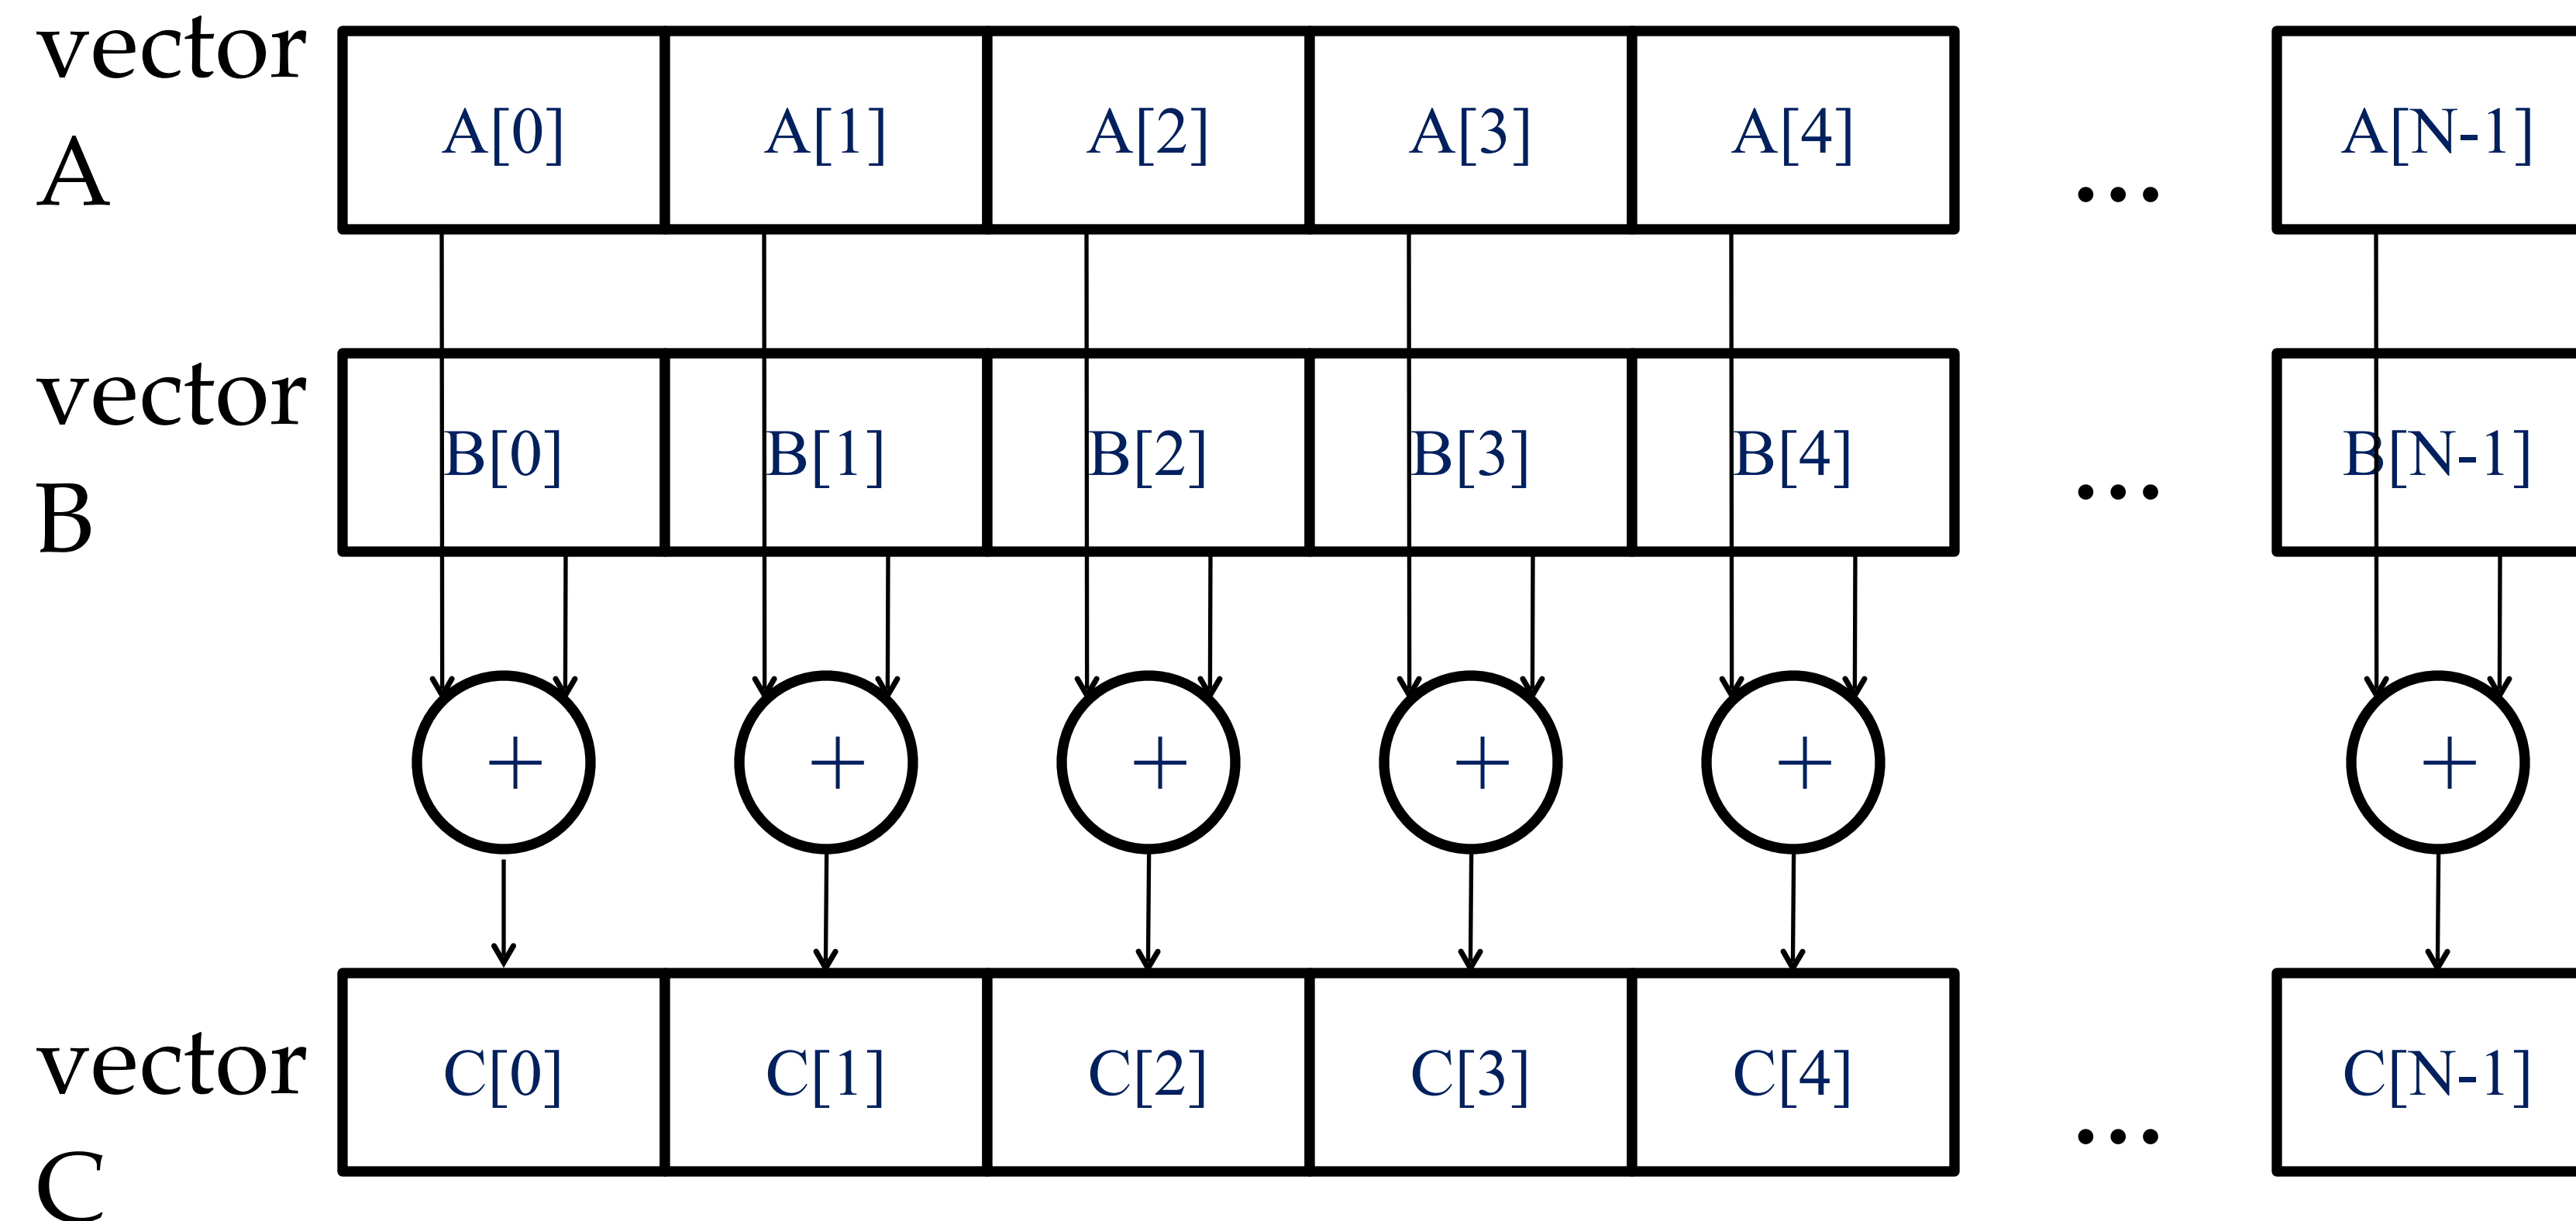 vector
A
A[0] A[1] A[2] A[3] A[4] ... A[N-1]
vector
B
B[0] B[1] B[2] B[3] B[4] ... B[N-1]
+ + + + + +
vector
C
C[0] C[1] C[2] C[3] C[4] ... C[N-1]